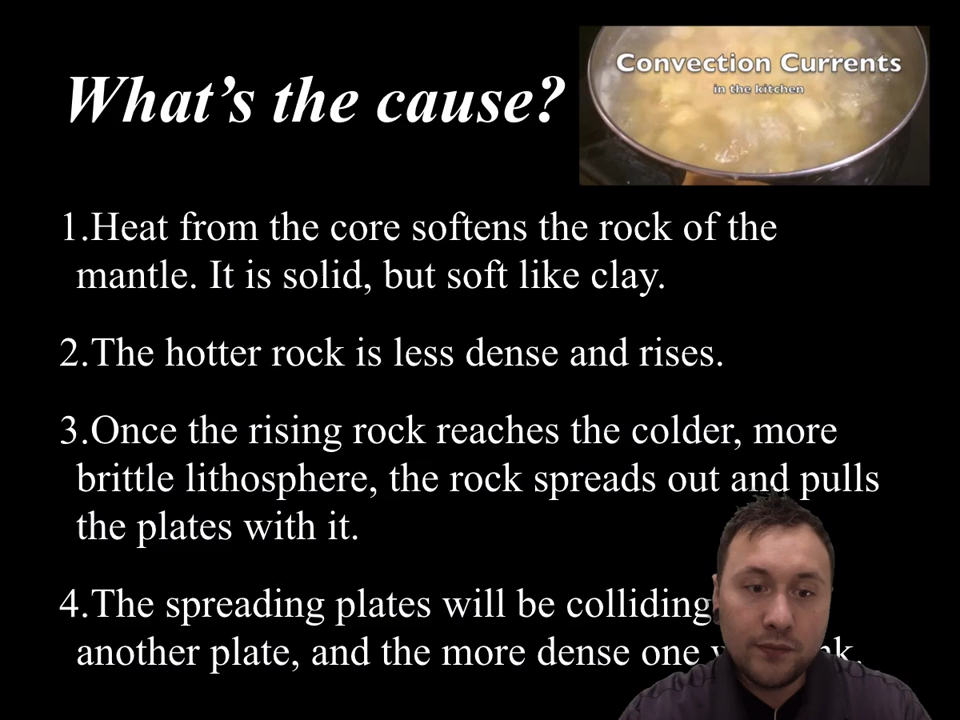 What's the cause?
Convection Currents
in the kitchen
1.Heat from the core softens the rock of the
mantle. It is solid, but soft like clay.
2.The hotter rock is less dense and rises.
3.Once the rising rock reaches the colder, more
brittle lithosphere, the rock spreads out and pulls
the plates with it.
4.The spreading plates will be colliding
another plate, and the more dense one